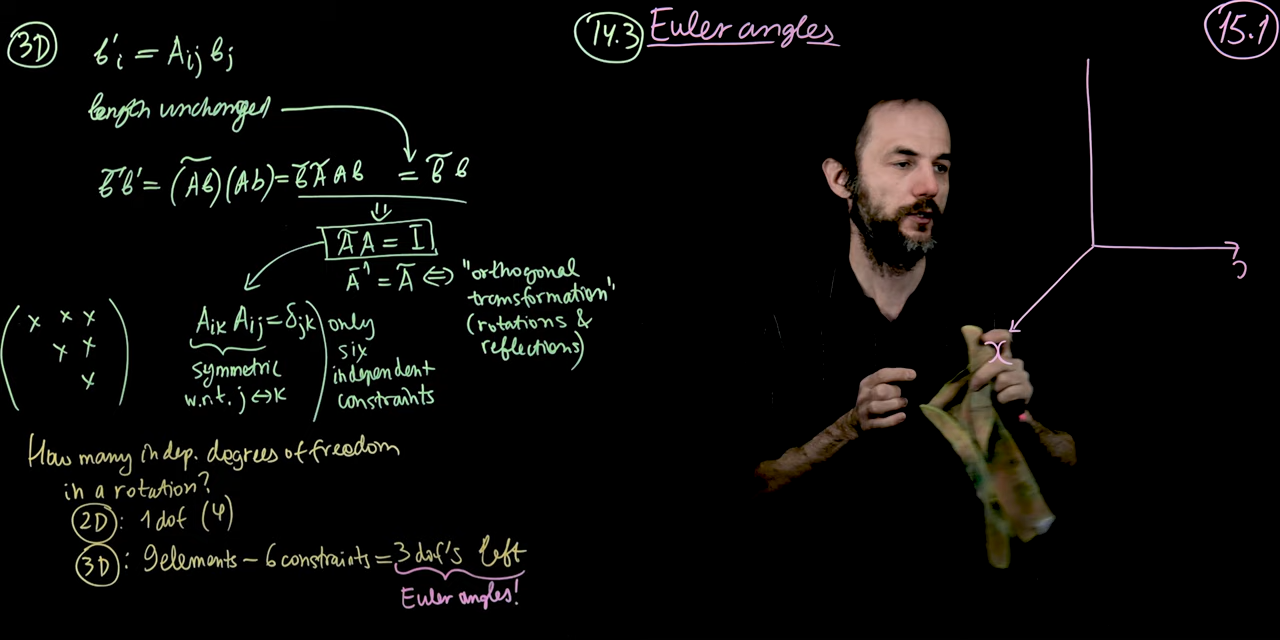 3D b'i = Aij bj
length unchanged
b̃'b' = (Ãb)(Ab) = b̃ÃAb = b̃ b
⇓
ÃA = I
A⁻¹ = Ã ⇔ "orthogonal
transformation"
(rotations &
reflections)
( x x x
x x
x )
Aik Aij = δjk
symmetric
w.r.t. j ↔ k
only
six
independent
constraints
How many indep. degrees of freedom
in a rotation?
2D: 1 dof (φ)
3D: 9 elements – 6 constraints = 3 dof's left
Euler angles!
14.3 Euler angles
15.1
x